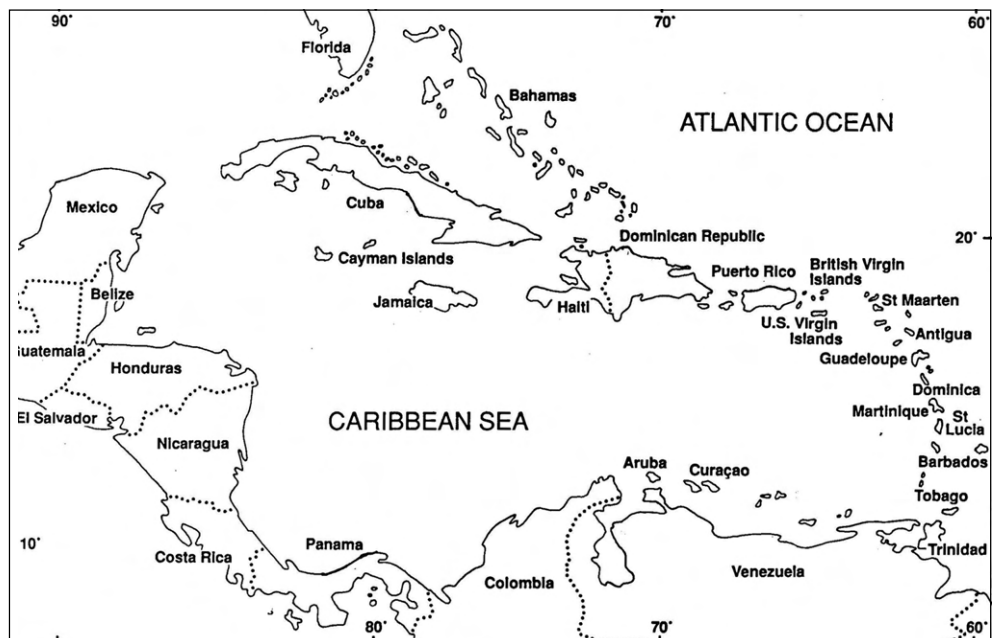 90°
70°
60°
Florida
Bahamas
ATLANTIC OCEAN
Mexico
Cuba
Dominican Republic
20°
Cayman Islands
Belize
Jamaica
Haiti
Puerto Rico
British Virgin
Islands
St Maarten
U.S. Virgin
Islands
Antigua
Guatemala
Honduras
Guadeloupe
Dominica
El Salvador
CARIBBEAN SEA
Martinique
St
Lucia
Nicaragua
Barbados
Aruba
Curaçao
Tobago
10°
Costa Rica
Panama
Colombia
Venezuela
Trinidad
80°
70°
60°